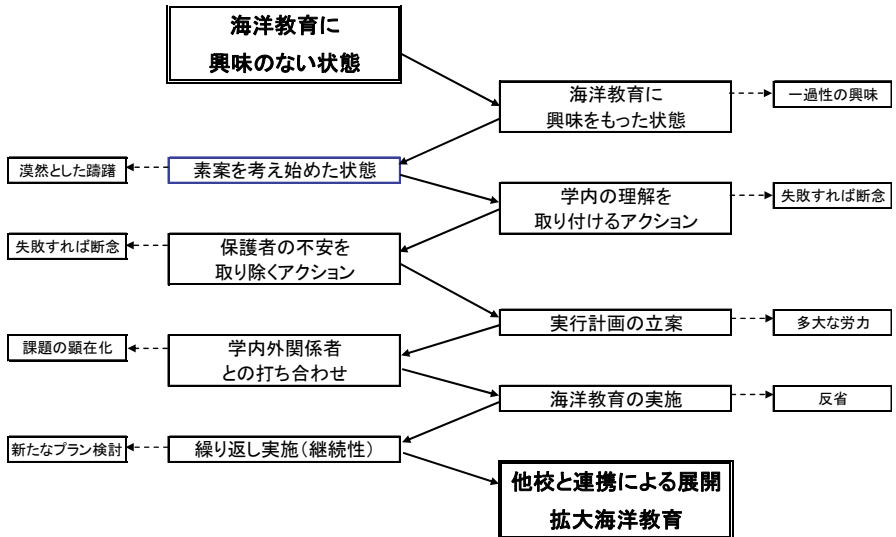 海洋教育に
興味のない状態
海洋教育に
興味をもった状態
一過性の興味
漠然とした躊躇
素案を考え始めた状態
学内の理解を
取り付けるアクション
失敗すれば断念
失敗すれば断念
保護者の不安を
取り除くアクション
実行計画の立案
多大な労力
課題の顕在化
学内外関係者
との打ち合わせ
海洋教育の実施
反省
新たなプラン検討
繰り返し実施（継続性）
他校と連携による展開
拡大海洋教育